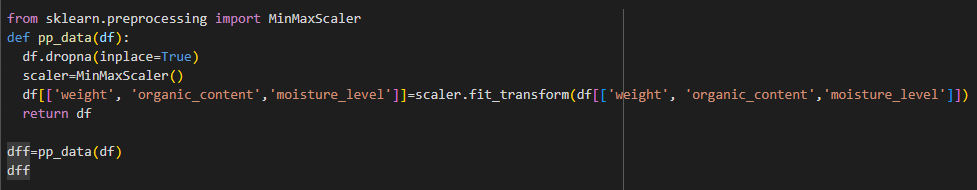 from sklearn.preprocessing import MinMaxScaler
def pp_data(df):
  df.dropna(inplace=True)
  scaler=MinMaxScaler()
  df[['weight', 'organic_content','moisture_level']]=scaler.fit_transform(df[['weight', 'organic_content','moisture_level']])
  return df

dff=pp_data(df)
dff